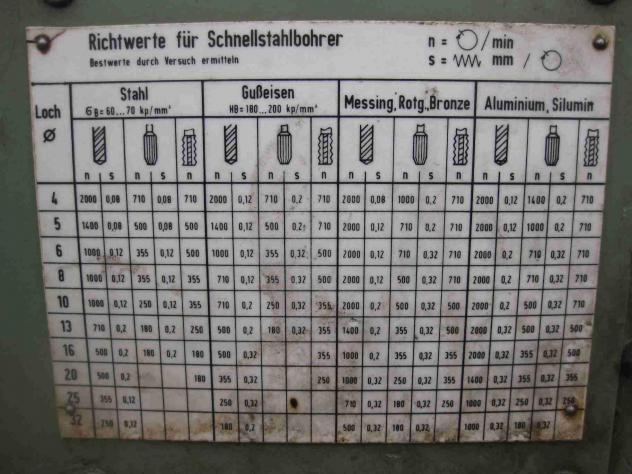 Richtwerte für Schnellstahlbohrer n = /min
Bestwerte durch Versuch ermitteln s = mm /
Loch ø Stahl Gußeisen Messing, Rotg., Bronze Aluminium, Silumin
σB = 60...70 kp/mm² HB = 180...200 kp/mm²
n s n s n n s n s n n s n s n n s n s n
4 2000 0,08 710 0,08 710 2000 0,12 710 0,2 710 2000 0,08 1000 0,2 710 2000 0,12 1400 0,2 710
5 1400 0,08 500 0,08 500 1400 0,12 500 0,2 710 2000 0,12 710 0,2 710 2000 0,12 1000 0,2 710
6 1000 0,12 355 0,12 500 1000 0,12 355 0,32 500 2000 0,12 710 0,32 710 2000 0,2 710 0,32 710
8 1000 0,12 355 0,12 355 710 0,12 355 0,32 355 2000 0,12 500 0,32 710 2000 0,2 710 0,32 710
10 1000 0,12 250 0,12 355 710 0,2 250 0,32 355 2000 0,2 500 0,32 500 2000 0,2 500 0,32 710
13 710 0,2 180 0,2 250 500 0,2 180 0,32 355 1400 0,2 355 0,32 500 2000 0,32 500 0,32 500
16 500 0,2 180 0,2 180 500 0,32 355 1000 0,2 355 0,32 500 2000 0,32 355 0,32 500
20 500 0,2 180 355 0,32 250 1000 0,32 250 0,32 355 1400 0,32 355 0,32 355
25 355 0,12 250 0,32 710 0,32 180 0,32 250 1000 0,32 250 0,32 250
32 250 0,12 180 0,2 500 0,32 180 0,32 1000 0,32 180 0,32